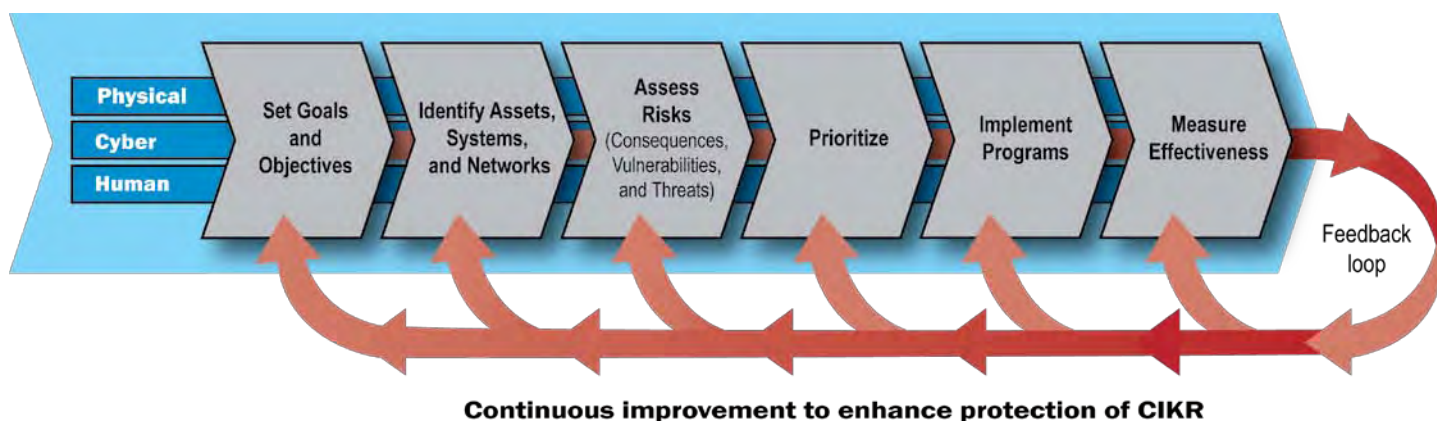 Physical
Cyber
Human
Set Goals
and
Objectives
Identify Assets,
Systems,
and Networks
Assess
Risks
(Consequences,
Vulnerabilities,
and Threats)
Prioritize
Implement
Programs
Measure
Effectiveness
Feedback
loop
Continuous improvement to enhance protection of CIKR